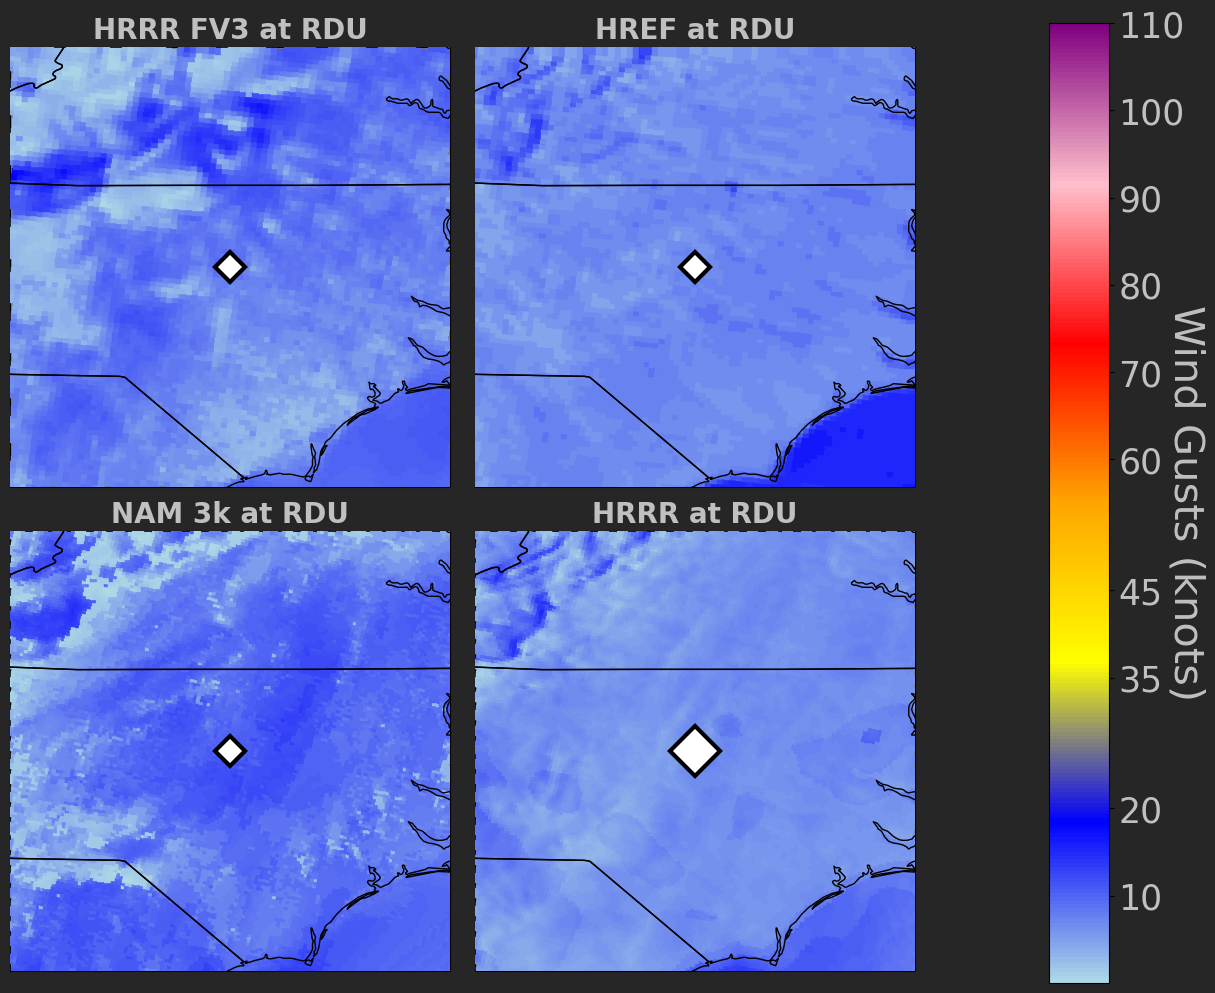 HRRR FV3 at RDU
HREF at RDU
NAM 3k at RDU
HRRR at RDU
110
100
90
80
70
60
45
35
20
10
Wind Gusts (knots)